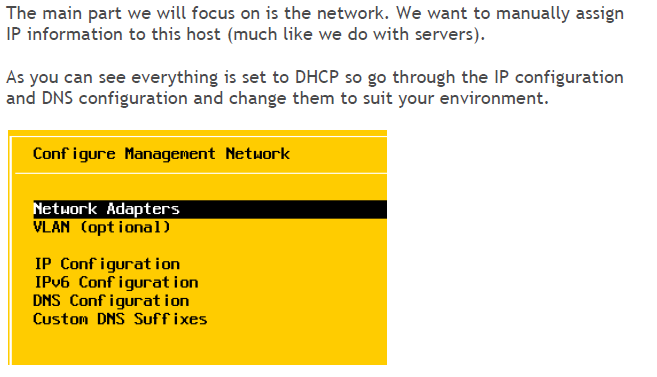 The main part we will focus on is the network. We want to manually assign
IP information to this host (much like we do with servers).
As you can see everything is set to DHCP so go through the IP configuration
and DNS configuration and change them to suit your environment.
Configure Management Network
Network Adapters
VLAN (optional)
IP Configuration
IPv6 Configuration
DNS Configuration
Custom DNS Suffixes